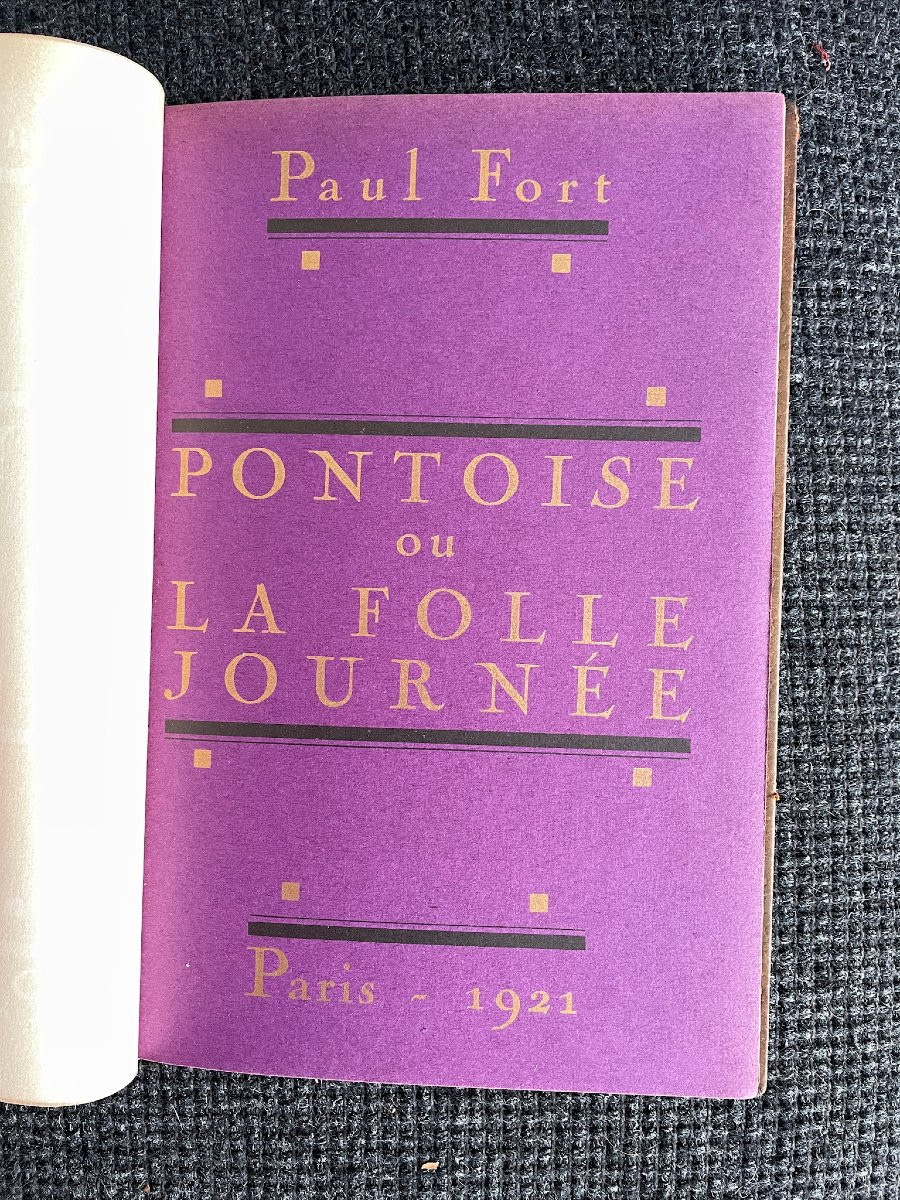 Paul Fort
PONTOISE
ou
LA FOLLE
JOURNÉE
Paris - 1921